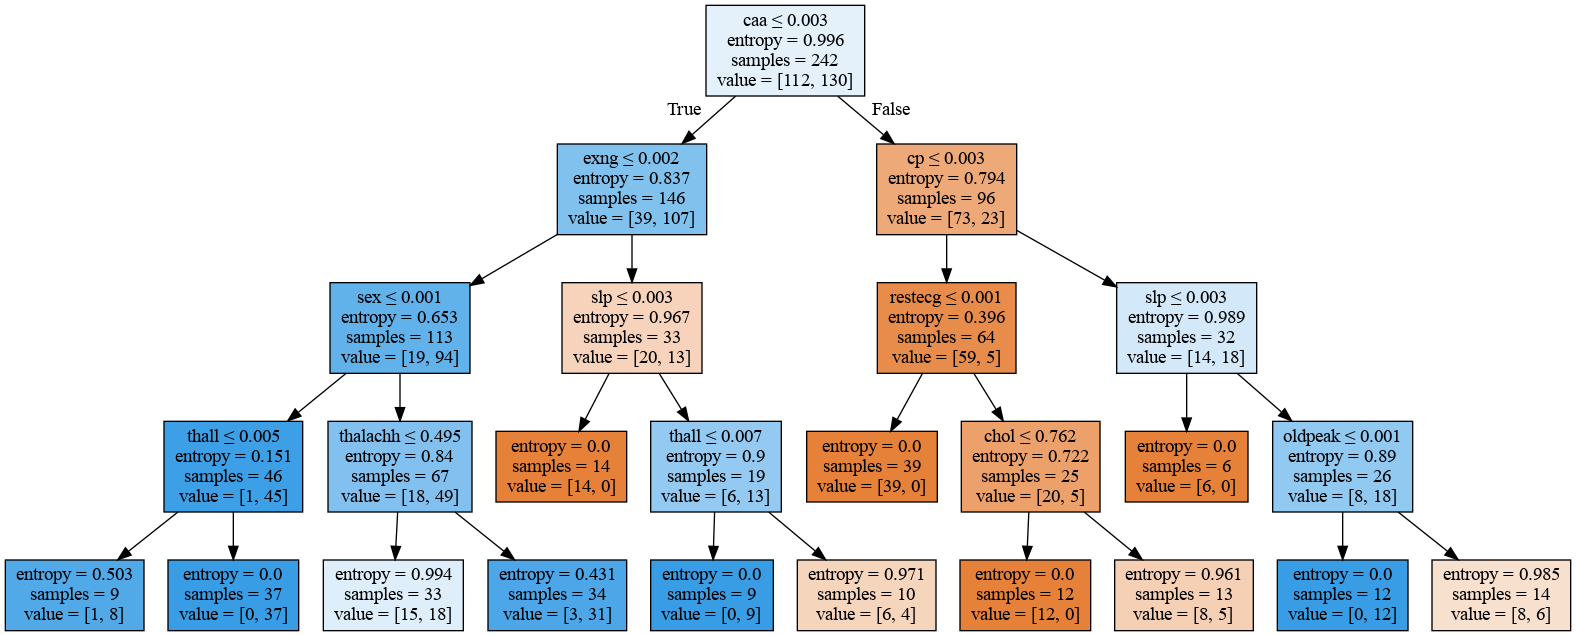 caa ≤ 0.003
entropy = 0.996
samples = 242
value = [112, 130]
True
False
exng ≤ 0.002
entropy = 0.837
samples = 146
value = [39, 107]
cp ≤ 0.003
entropy = 0.794
samples = 96
value = [73, 23]
sex ≤ 0.001
entropy = 0.653
samples = 113
value = [19, 94]
slp ≤ 0.003
entropy = 0.967
samples = 33
value = [20, 13]
restecg ≤ 0.001
entropy = 0.396
samples = 64
value = [59, 5]
slp ≤ 0.003
entropy = 0.989
samples = 32
value = [14, 18]
thall ≤ 0.005
entropy = 0.151
samples = 46
value = [1, 45]
thalachh ≤ 0.495
entropy = 0.84
samples = 67
value = [18, 49]
entropy = 0.0
samples = 14
value = [14, 0]
thall ≤ 0.007
entropy = 0.9
samples = 19
value = [6, 13]
entropy = 0.0
samples = 39
value = [39, 0]
chol ≤ 0.762
entropy = 0.722
samples = 25
value = [20, 5]
entropy = 0.0
samples = 6
value = [6, 0]
oldpeak ≤ 0.001
entropy = 0.89
samples = 26
value = [8, 18]
entropy = 0.503
samples = 9
value = [1, 8]
entropy = 0.0
samples = 37
value = [0, 37]
entropy = 0.994
samples = 33
value = [15, 18]
entropy = 0.431
samples = 34
value = [3, 31]
entropy = 0.0
samples = 9
value = [0, 9]
entropy = 0.971
samples = 10
value = [6, 4]
entropy = 0.0
samples = 12
value = [12, 0]
entropy = 0.961
samples = 13
value = [8, 5]
entropy = 0.0
samples = 12
value = [0, 12]
entropy = 0.985
samples = 14
value = [8, 6]